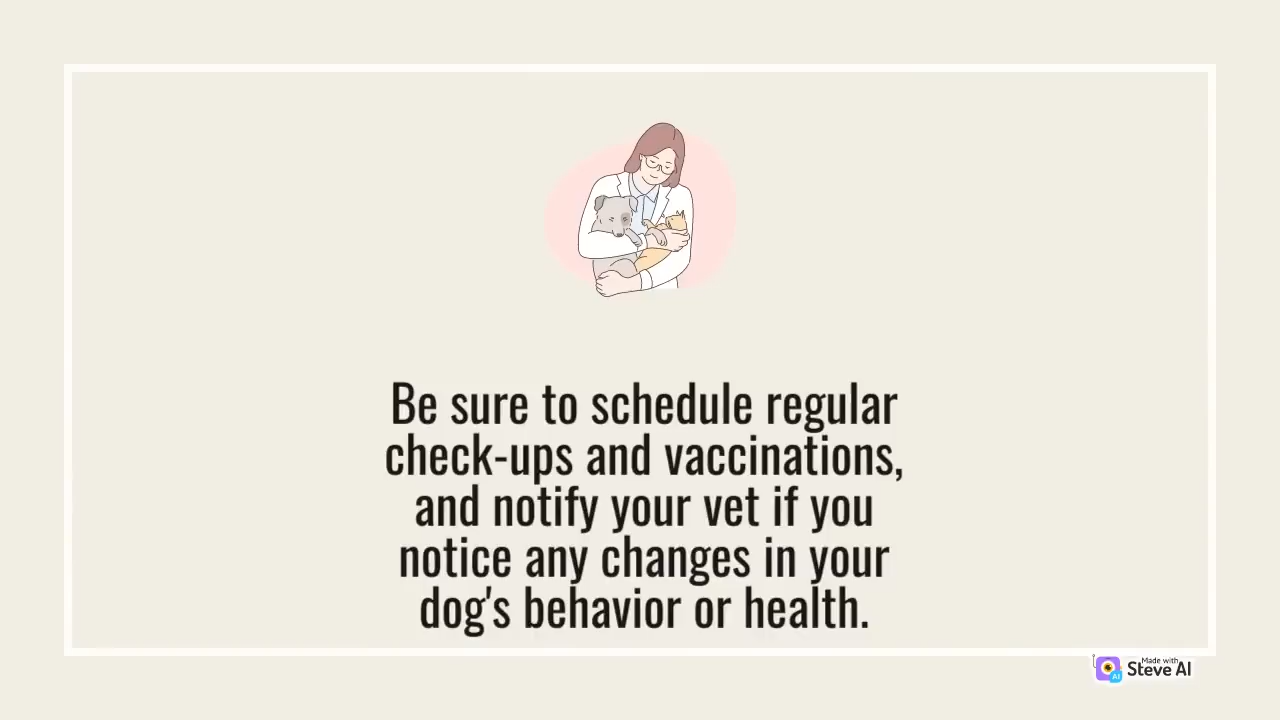 Be sure to schedule regular
check-ups and vaccinations,
and notify your vet if you
notice any changes in your
dog's behavior or health.
Made with
Steve AI
AI